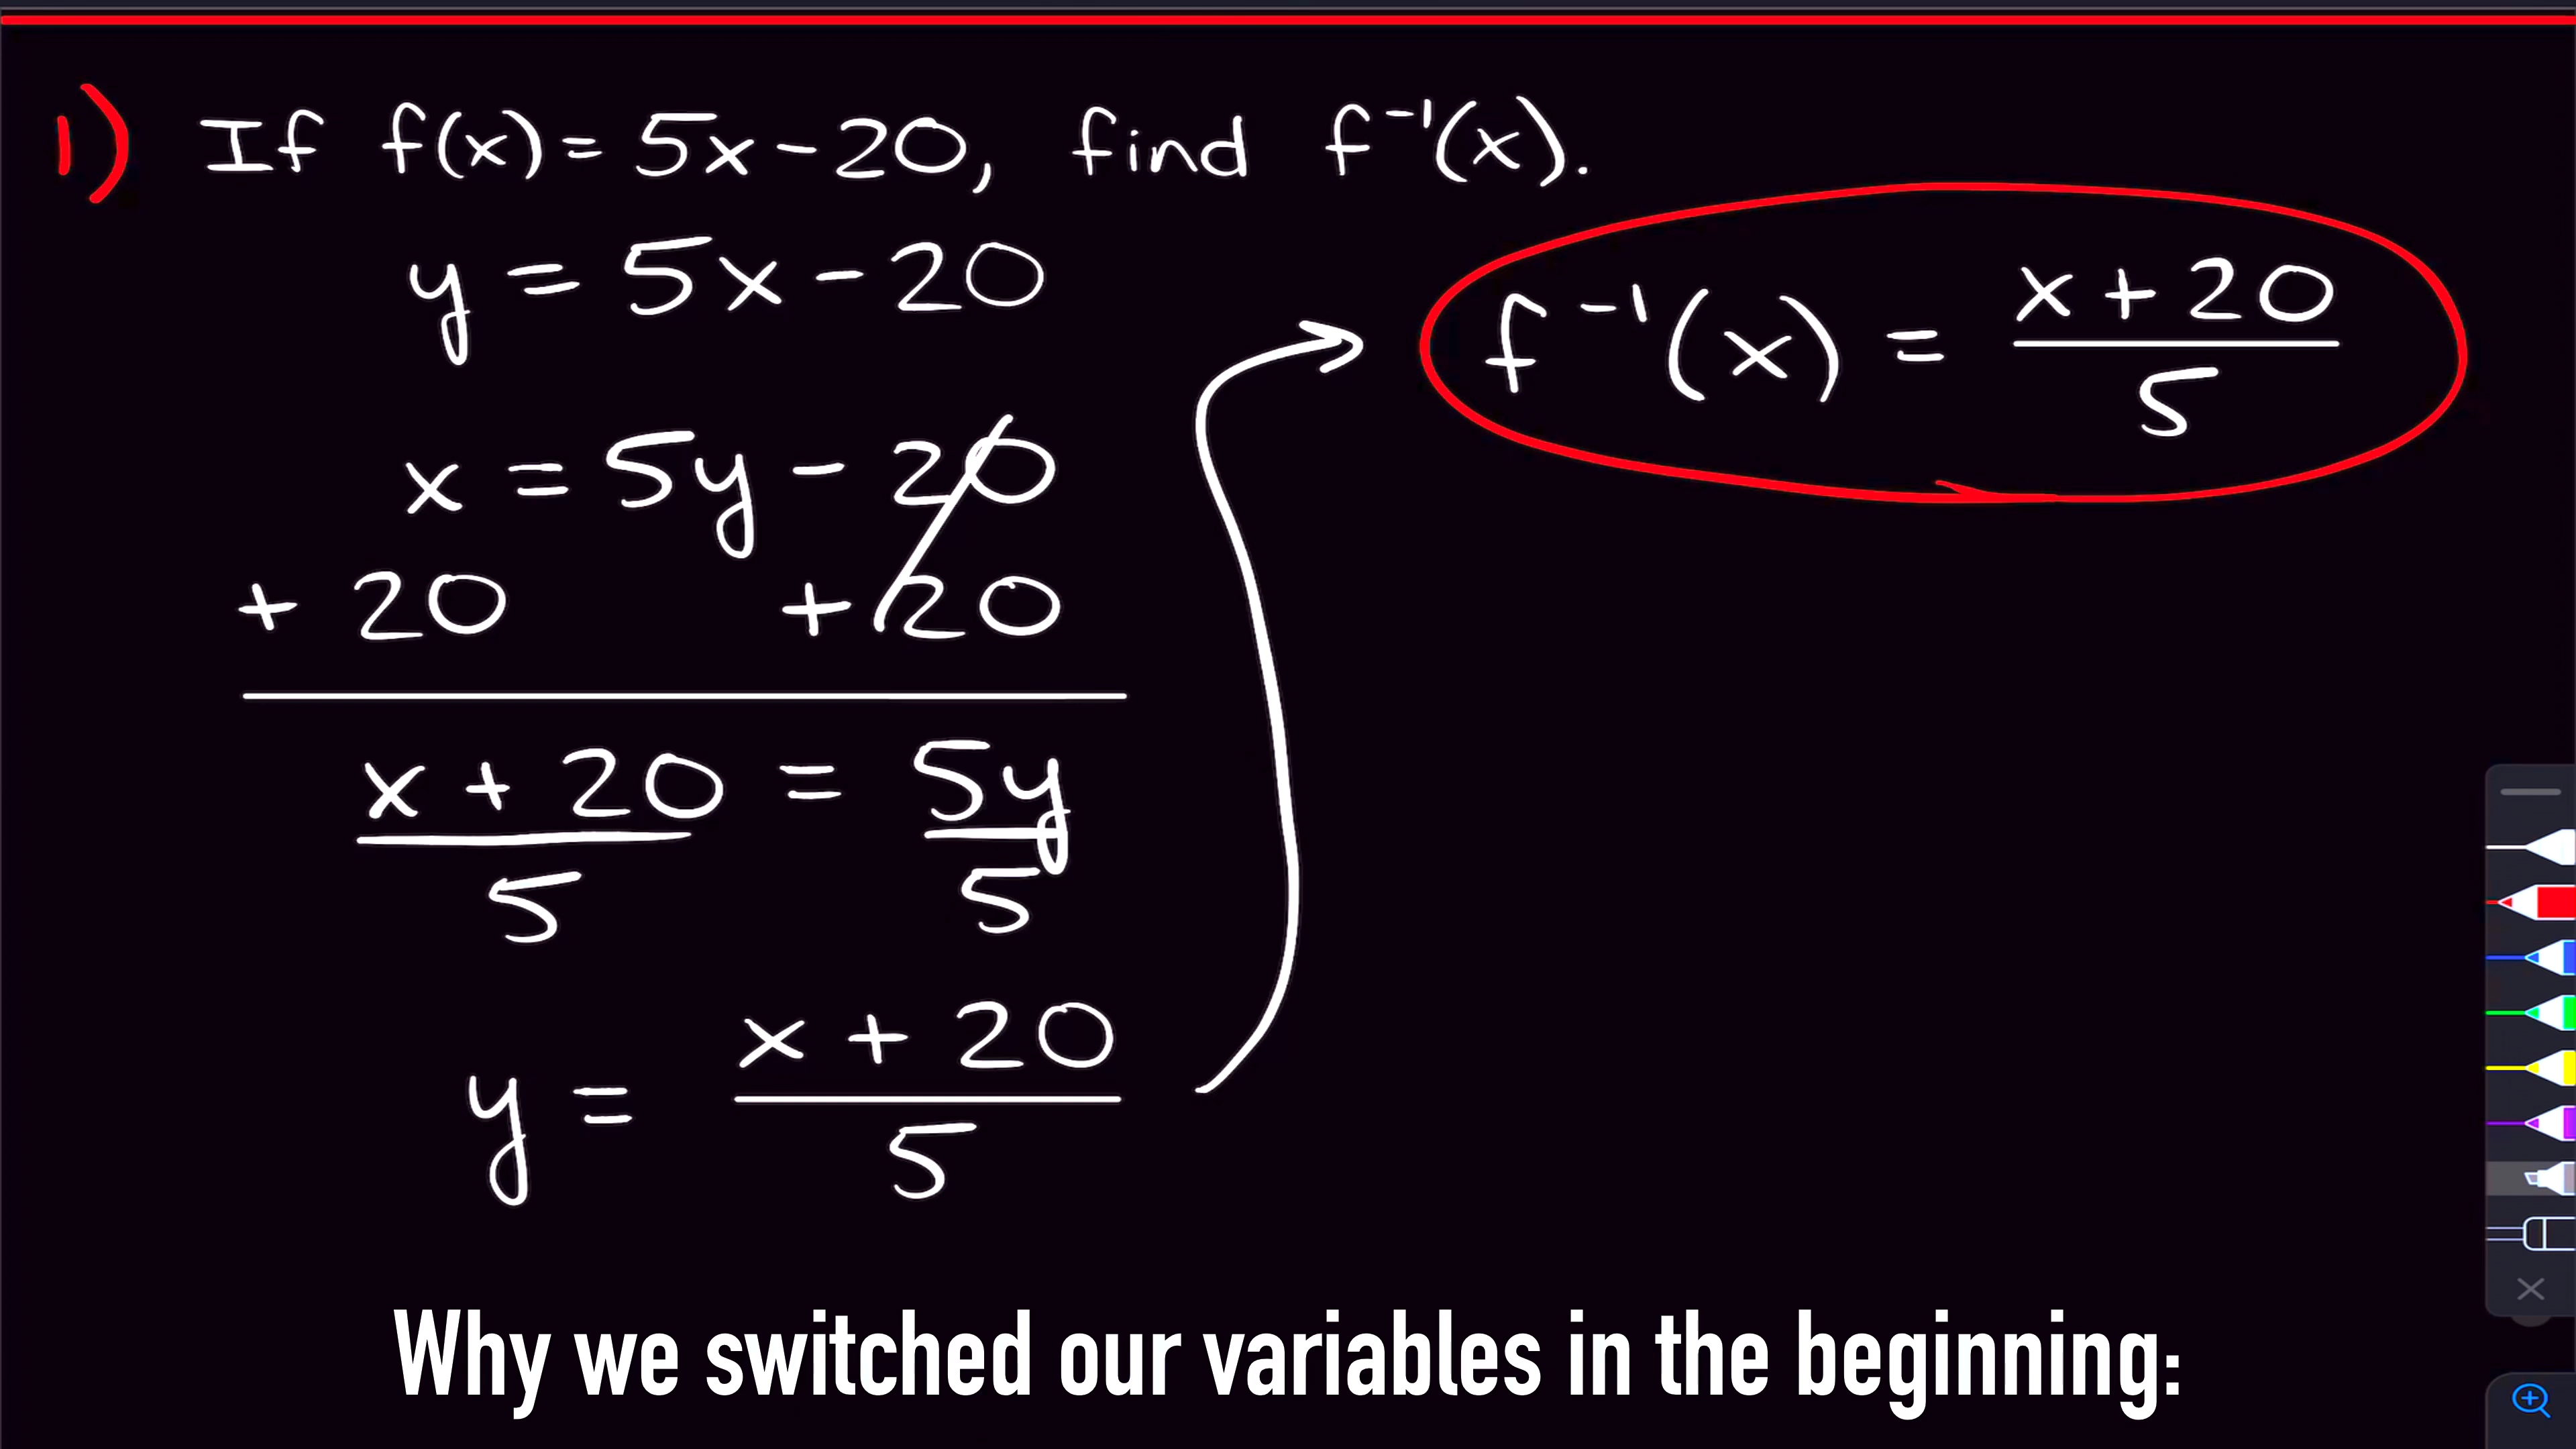 1) If f(x) = 5x - 20, find f⁻¹(x).
y = 5x - 20
x = 5y - 20
+ 20 + 20
x + 20 = 5y
5 5
y = x + 20
5
f⁻¹(x) = x + 20
5
Why we switched our variables in the beginning: